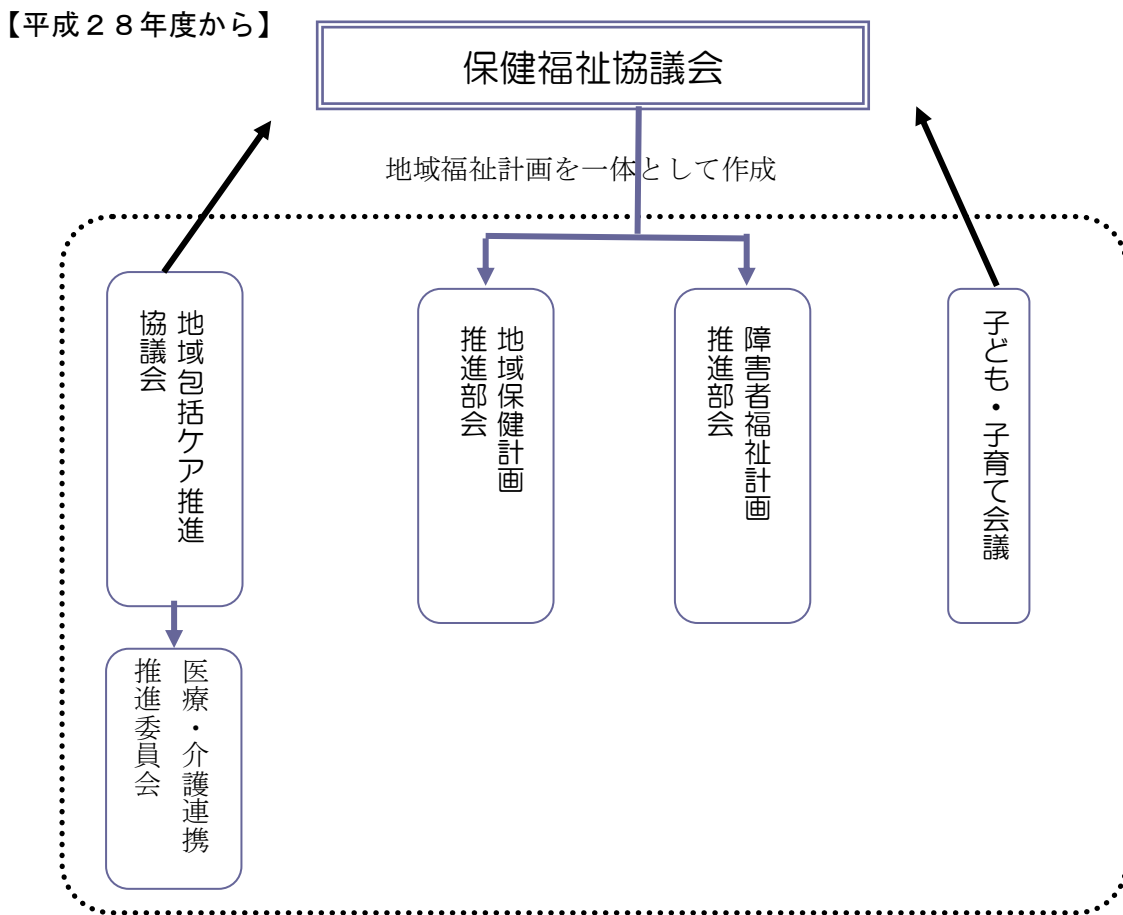 【平成２８年度から】
保健福祉協議会
地域福祉計画を一体として作成
地域包括ケア推進
協議会
地域保健計画
推進部会
障害者福祉計画
推進部会
子ども・子育て会議
医療・介護連携
推進委員会